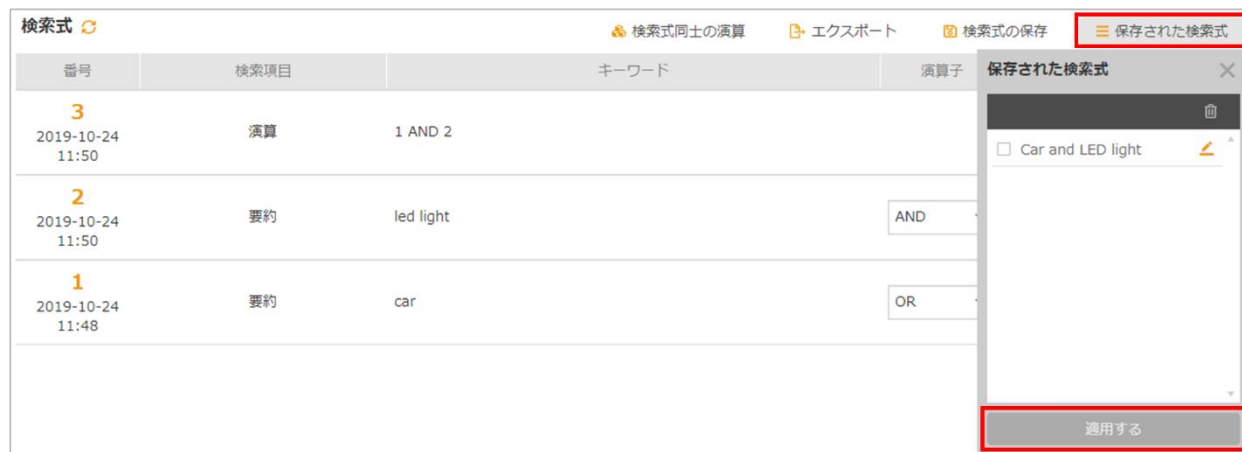 検索式
検索式同士の演算 エクスポート 検索式の保存 保存された検索式
番号 検索項目 キーワード 演算子
3
2019-10-24
11:50
演算 1 AND 2
2
2019-10-24
11:50
要約 led light AND
1
2019-10-24
11:48
要約 car OR
保存された検索式
Car and LED light
適用する